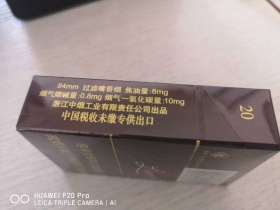 84mm 过滤嘴香烟 焦油量:8mg
烟气烟碱量:0.8mg 烟气一氧化碳量:10mg
浙江中烟工业有限责任公司出品
中国税收未缴专供出口
20
HUAWEI P20 Pro
LEICA TRIPLE CAMERA | AI